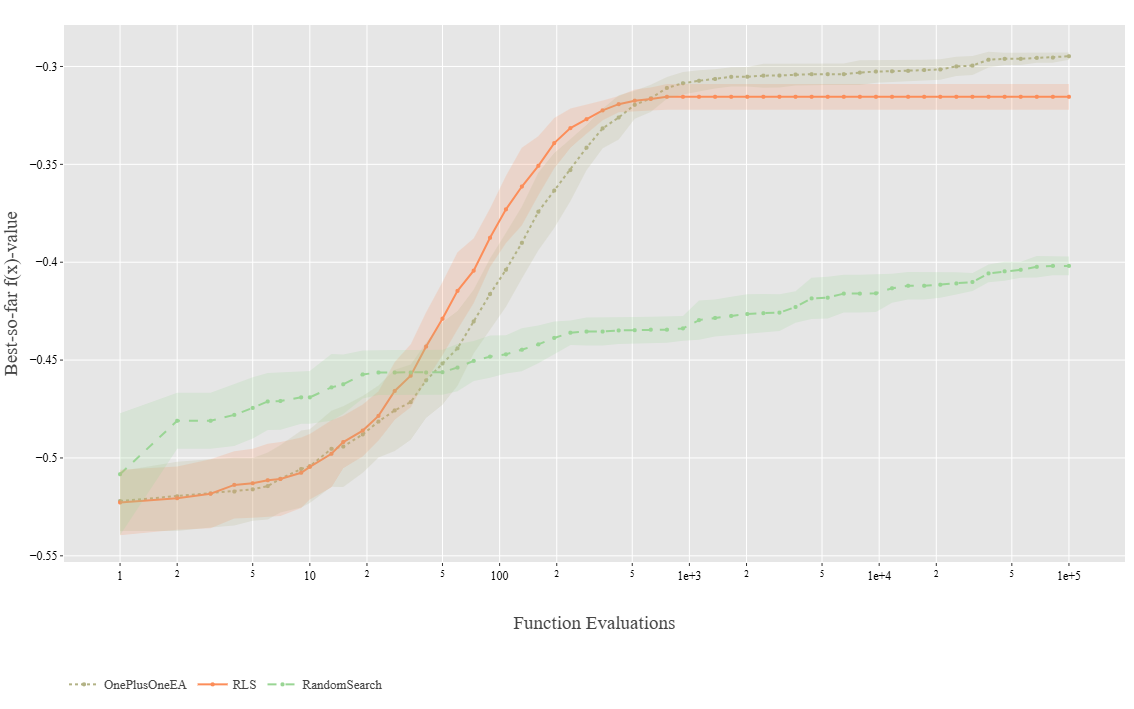 −0.3
−0.35
−0.4
−0.45
−0.5
−0.55
Best-so-far f(x)-value
1 2 5 10 2 5 100 2 5 1e+3 2 5 1e+4 2 5 1e+5
Function Evaluations
OnePlusOneEA RLS RandomSearch